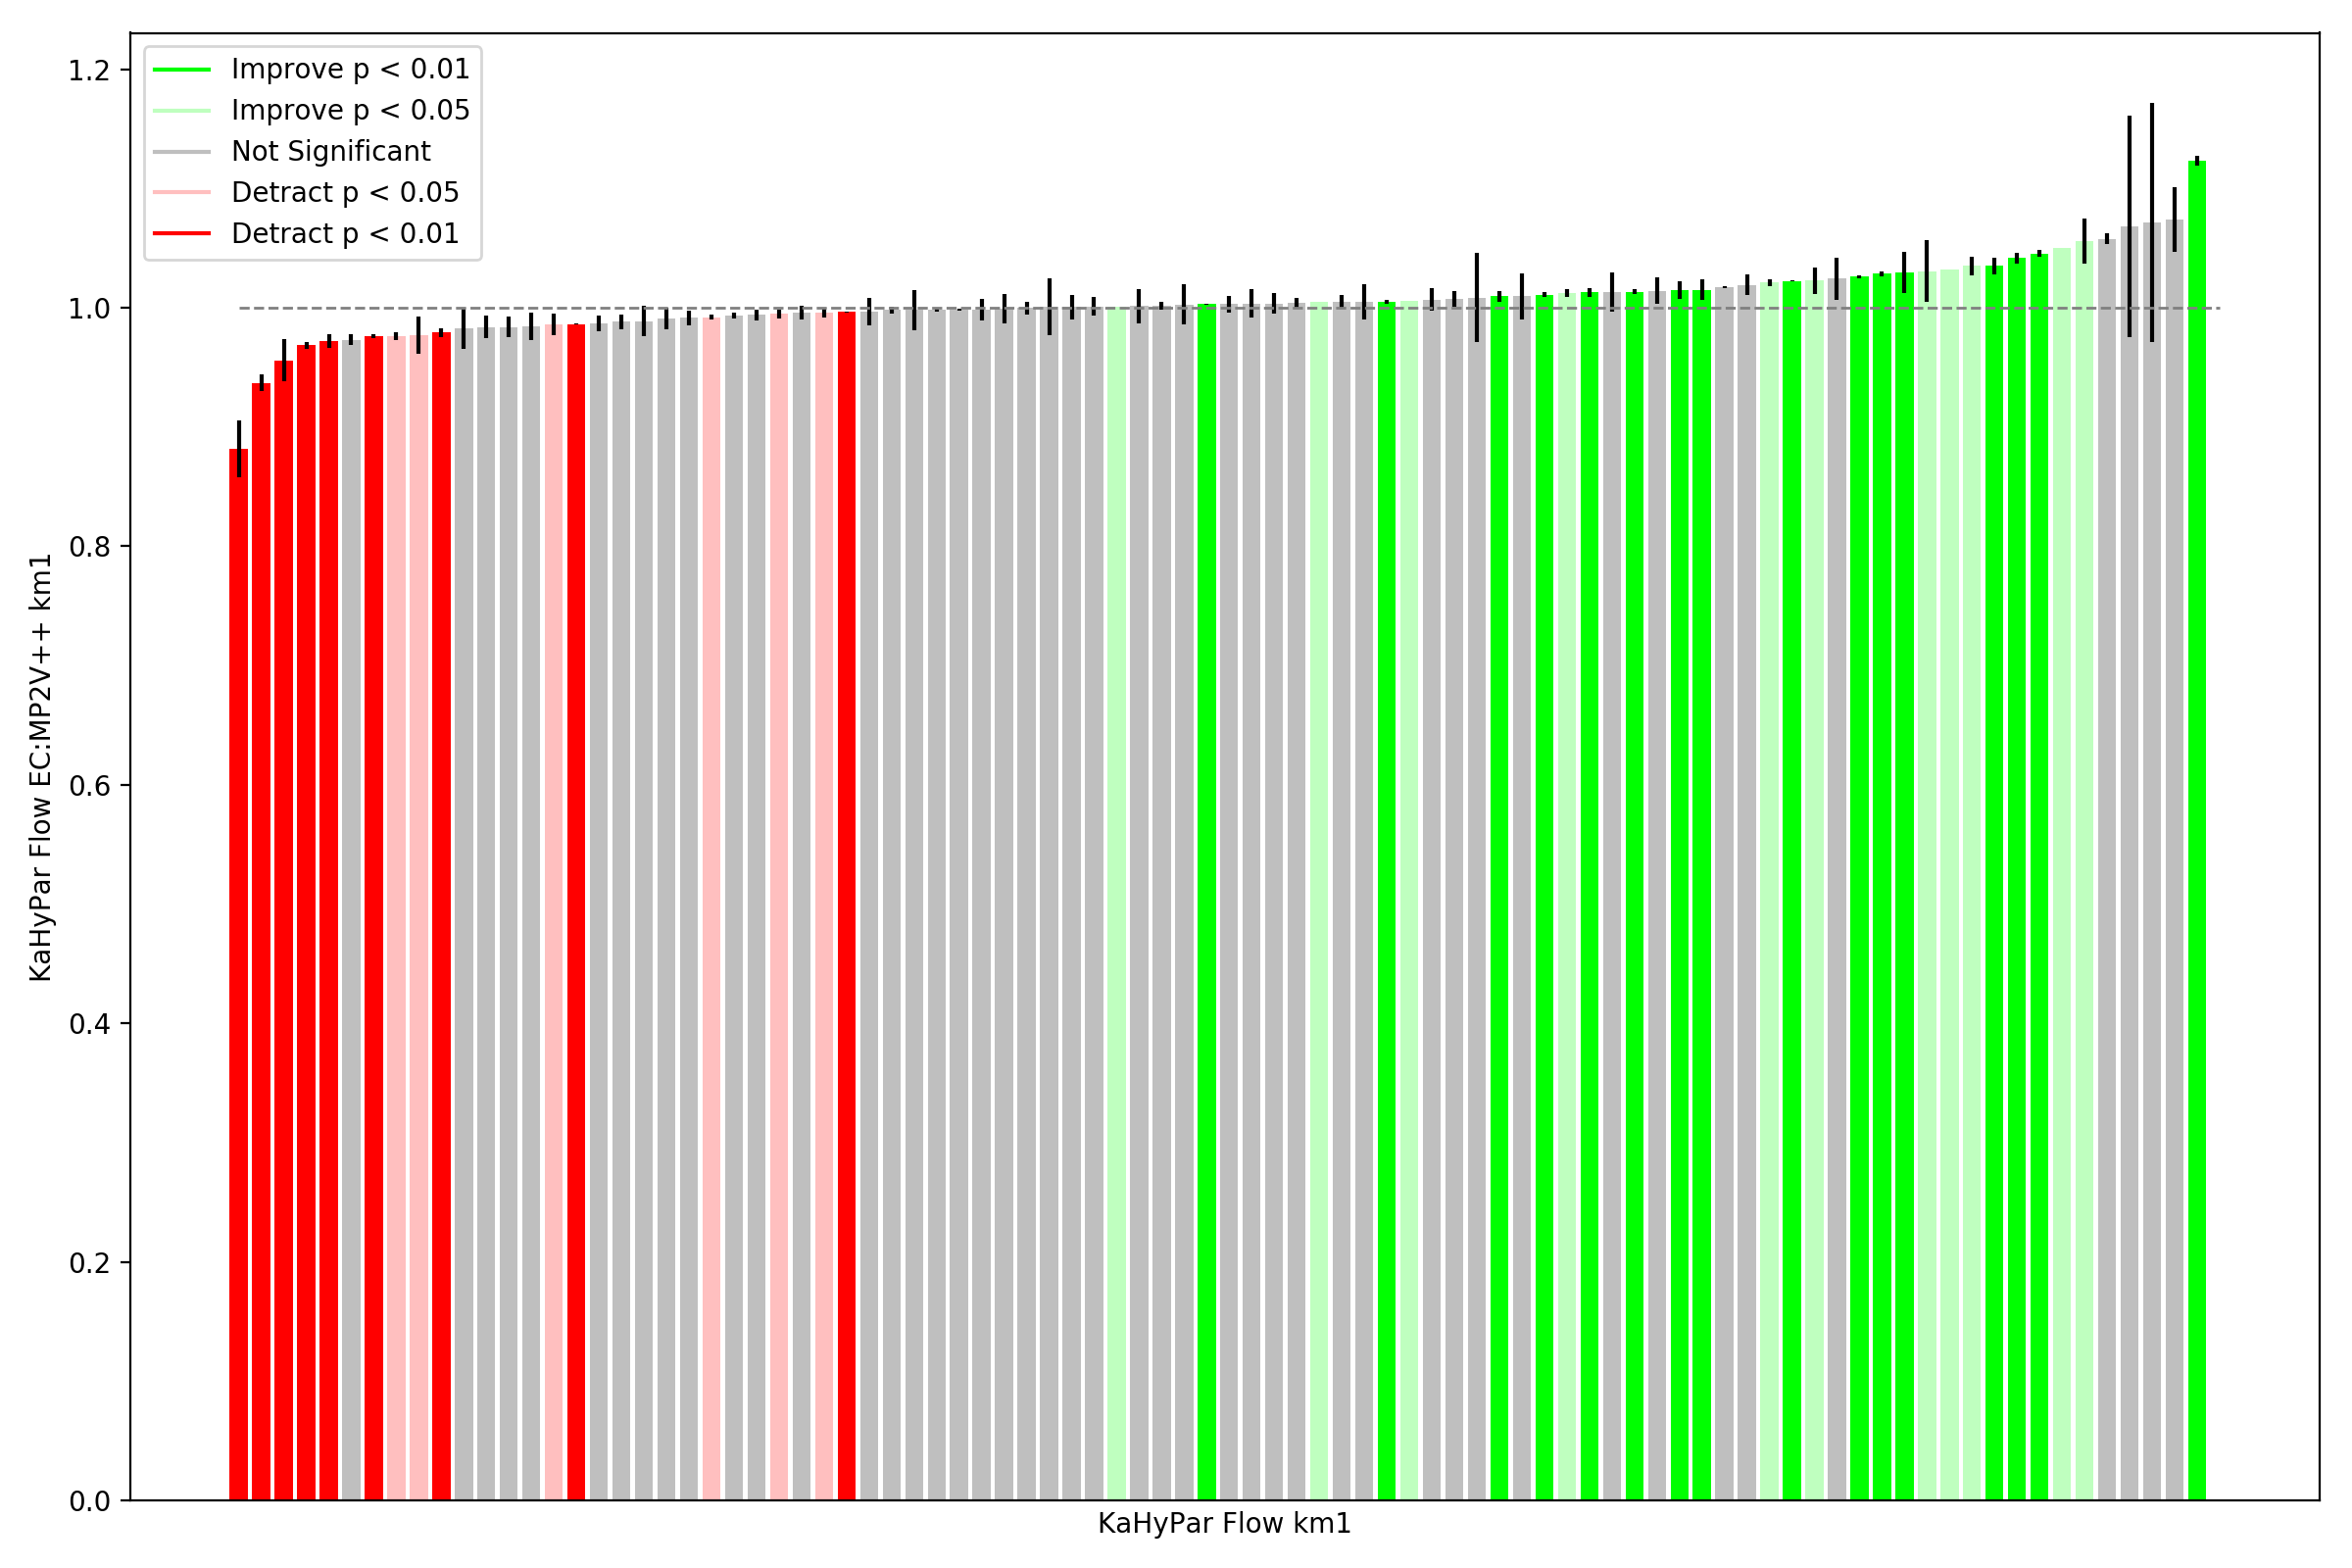 Improve p < 0.01
Improve p < 0.05
Not Significant
Detract p < 0.05
Detract p < 0.01
1.2
1.0
0.8
0.6
0.4
0.2
0.0
KaHyPar Flow EC:MP2V++ km1
KaHyPar Flow km1